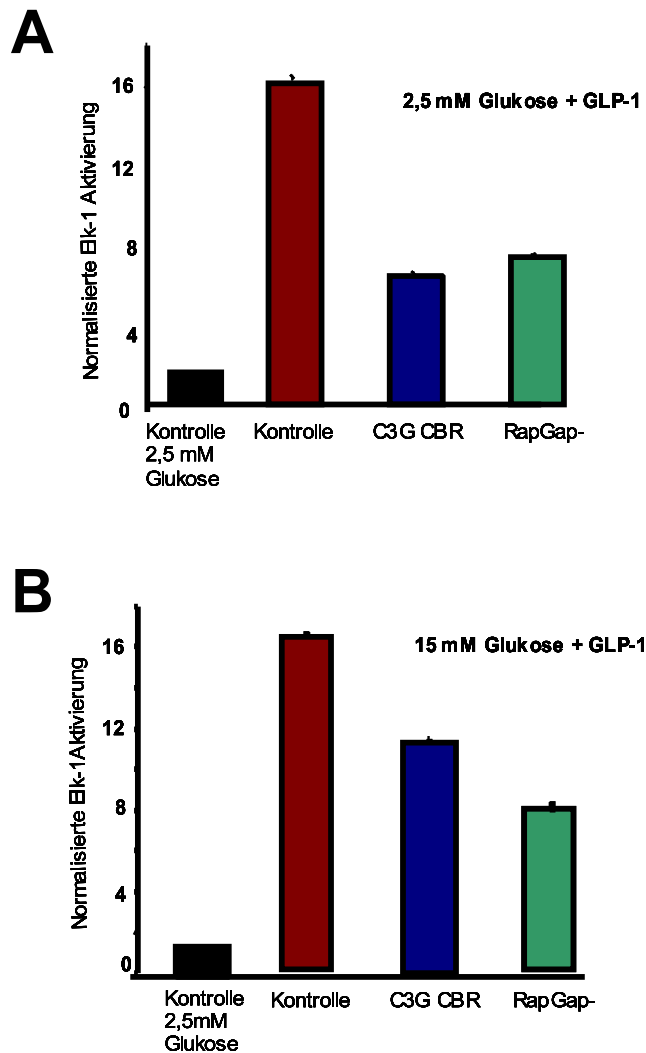 A
2,5 mM Glukose + GLP-1
Normalisierte Elk-1 Aktivierung
16
12
8
4
0
Kontrolle
2,5 mM
Glukose
Kontrolle
C3G CBR
RapGap-
B
15 mM Glukose + GLP-1
Normalisierte Elk-1Aktivierung
16
12
8
4
0
Kontrolle
2,5mM
Glukose
Kontrolle
C3G CBR
RapGap-